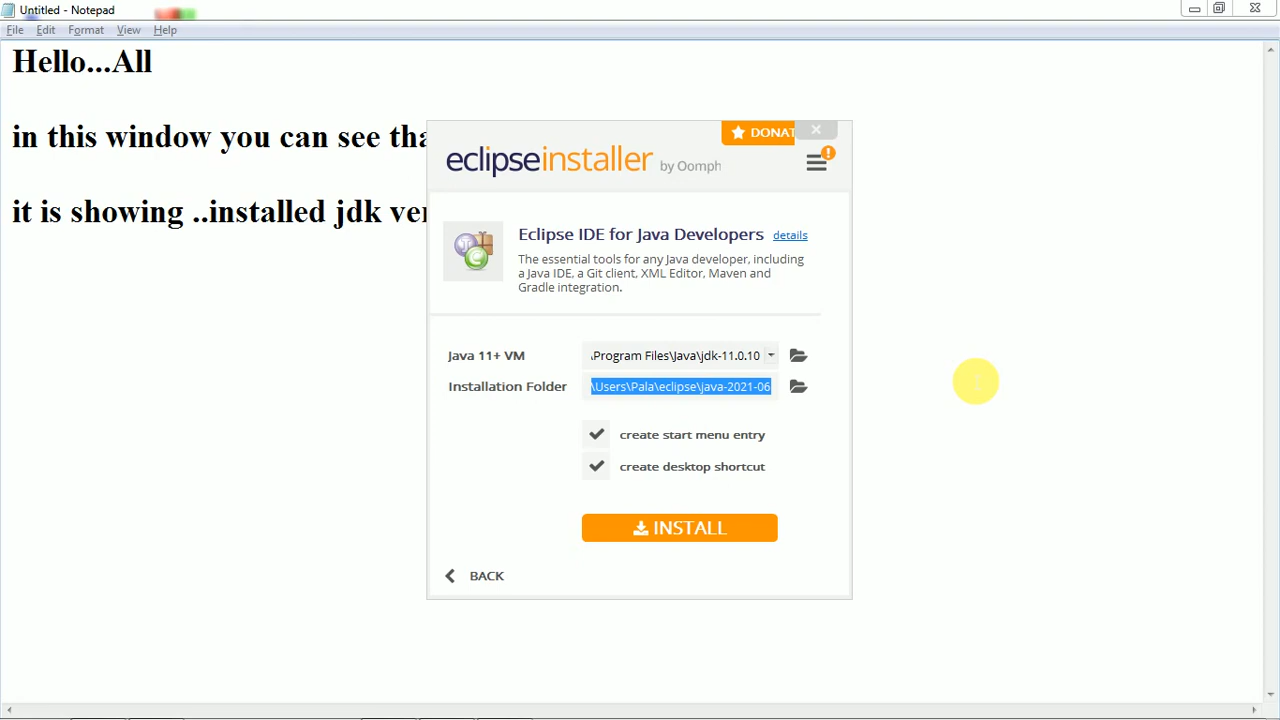 Untitled - Notepad
File Edit Format View Help
Hello...All
in this window you can see
it is showing ..installed jdk
DONAT
eclipseinstaller by Oomph
Eclipse IDE for Java Developers details
The essential tools for any Java developer, including
a Java IDE, a Git client, XML Editor, Maven and
Gradle integration.
Java 11+ VM \Program Files\Java\jdk-11.0.10
Installation Folder \Users\Pala\eclipse\java-2021-06
create start menu entry
create desktop shortcut
INSTALL
BACK